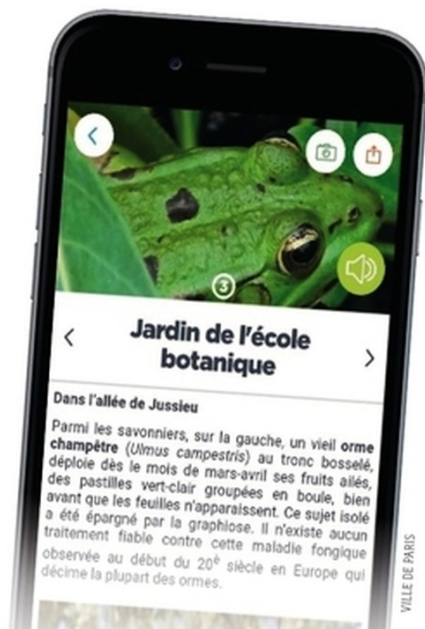 3
Jardin de l'école
botanique
Dans l'allée de Jussieu
Parmi les savonniers, sur la gauche, un vieil orme
champêtre (Ulmus campestris) au tronc bosselé,
déploie dès le mois de mars-avril ses fruits ailés,
des pastilles vert-clair groupées en boule, bien
avant que les feuilles n'apparaissent. Ce sujet isolé
a été épargné par la graphiose. Il n'existe aucun
traitement fiable contre cette maladie fongique
observée au début du 20è siècle en Europe qui
décime la plupart des ormes.
VILLE DE PARIS